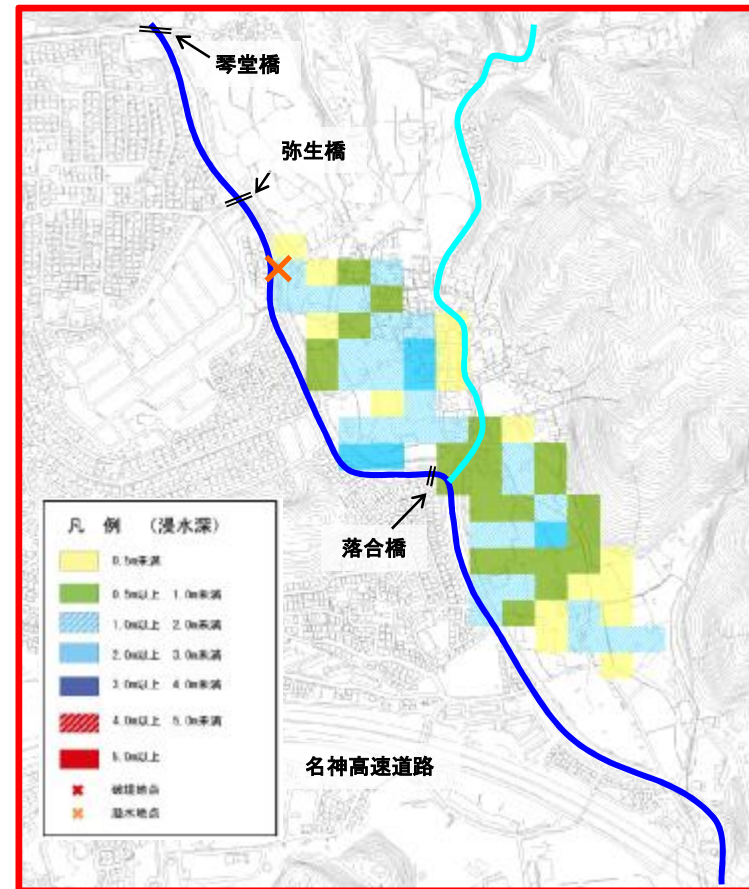 琴堂橋
弥生橋
落合橋
名神高速道路
凡 例 （浸水深）
0.5m未満
0.5m以上 1.0m未満
1.0m以上 2.0m未満
2.0m以上 3.0m未満
3.0m以上 4.0m未満
4.0m以上 5.0m未満
5.0m以上
破堤地点
溢水地点